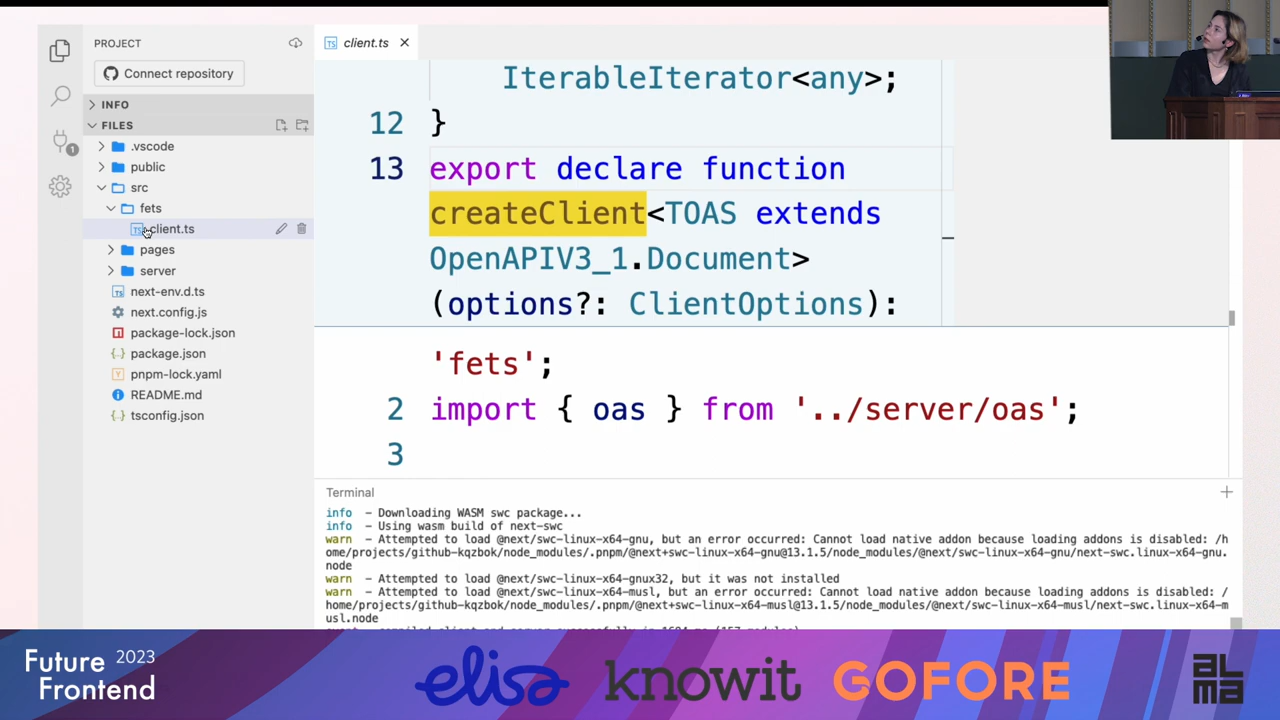 PROJECT
Connect repository
INFO
FILES
.vscode
public
src
fets
client.ts
pages
server
next-env.d.ts
next.config.js
package-lock.json
package.json
pnpm-lock.yaml
README.md
tsconfig.json
TS client.ts
IterableIterator<any>;
12 }
13 export declare function
createClient<TOAS extends
OpenAPIV3_1.Document>
(options?: ClientOptions):
'fets';
2 import { oas } from '../server/oas';
3
Terminal
info - Downloading WASM swc package...
info - Using wasm build of next-swc
warn - Attempted to load @next/swc-linux-x64-gnu, but an error occurred: Cannot load native addon because loading addons is disabled: /h
ome/projects/github-kqzbok/node_modules/.pnpm/@next+swc-linux-x64-gnu@13.1.5/node_modules/@next/swc-linux-x64-gnu/next-swc.linux-x64-gnu.
node
warn - Attempted to load @next/swc-linux-x64-gnux32, but it was not installed
warn - Attempted to load @next/swc-linux-x64-musl, but an error occurred: Cannot load native addon because loading addons is disabled: /
home/projects/github-kqzbok/node_modules/.pnpm/@next+swc-linux-x64-musl@13.1.5/node_modules/@next/swc-linux-x64-musl/next-swc.linux-x64-m
usl.node
Future 2023
Frontend
elisa
knowit
GOFORE
ALMA